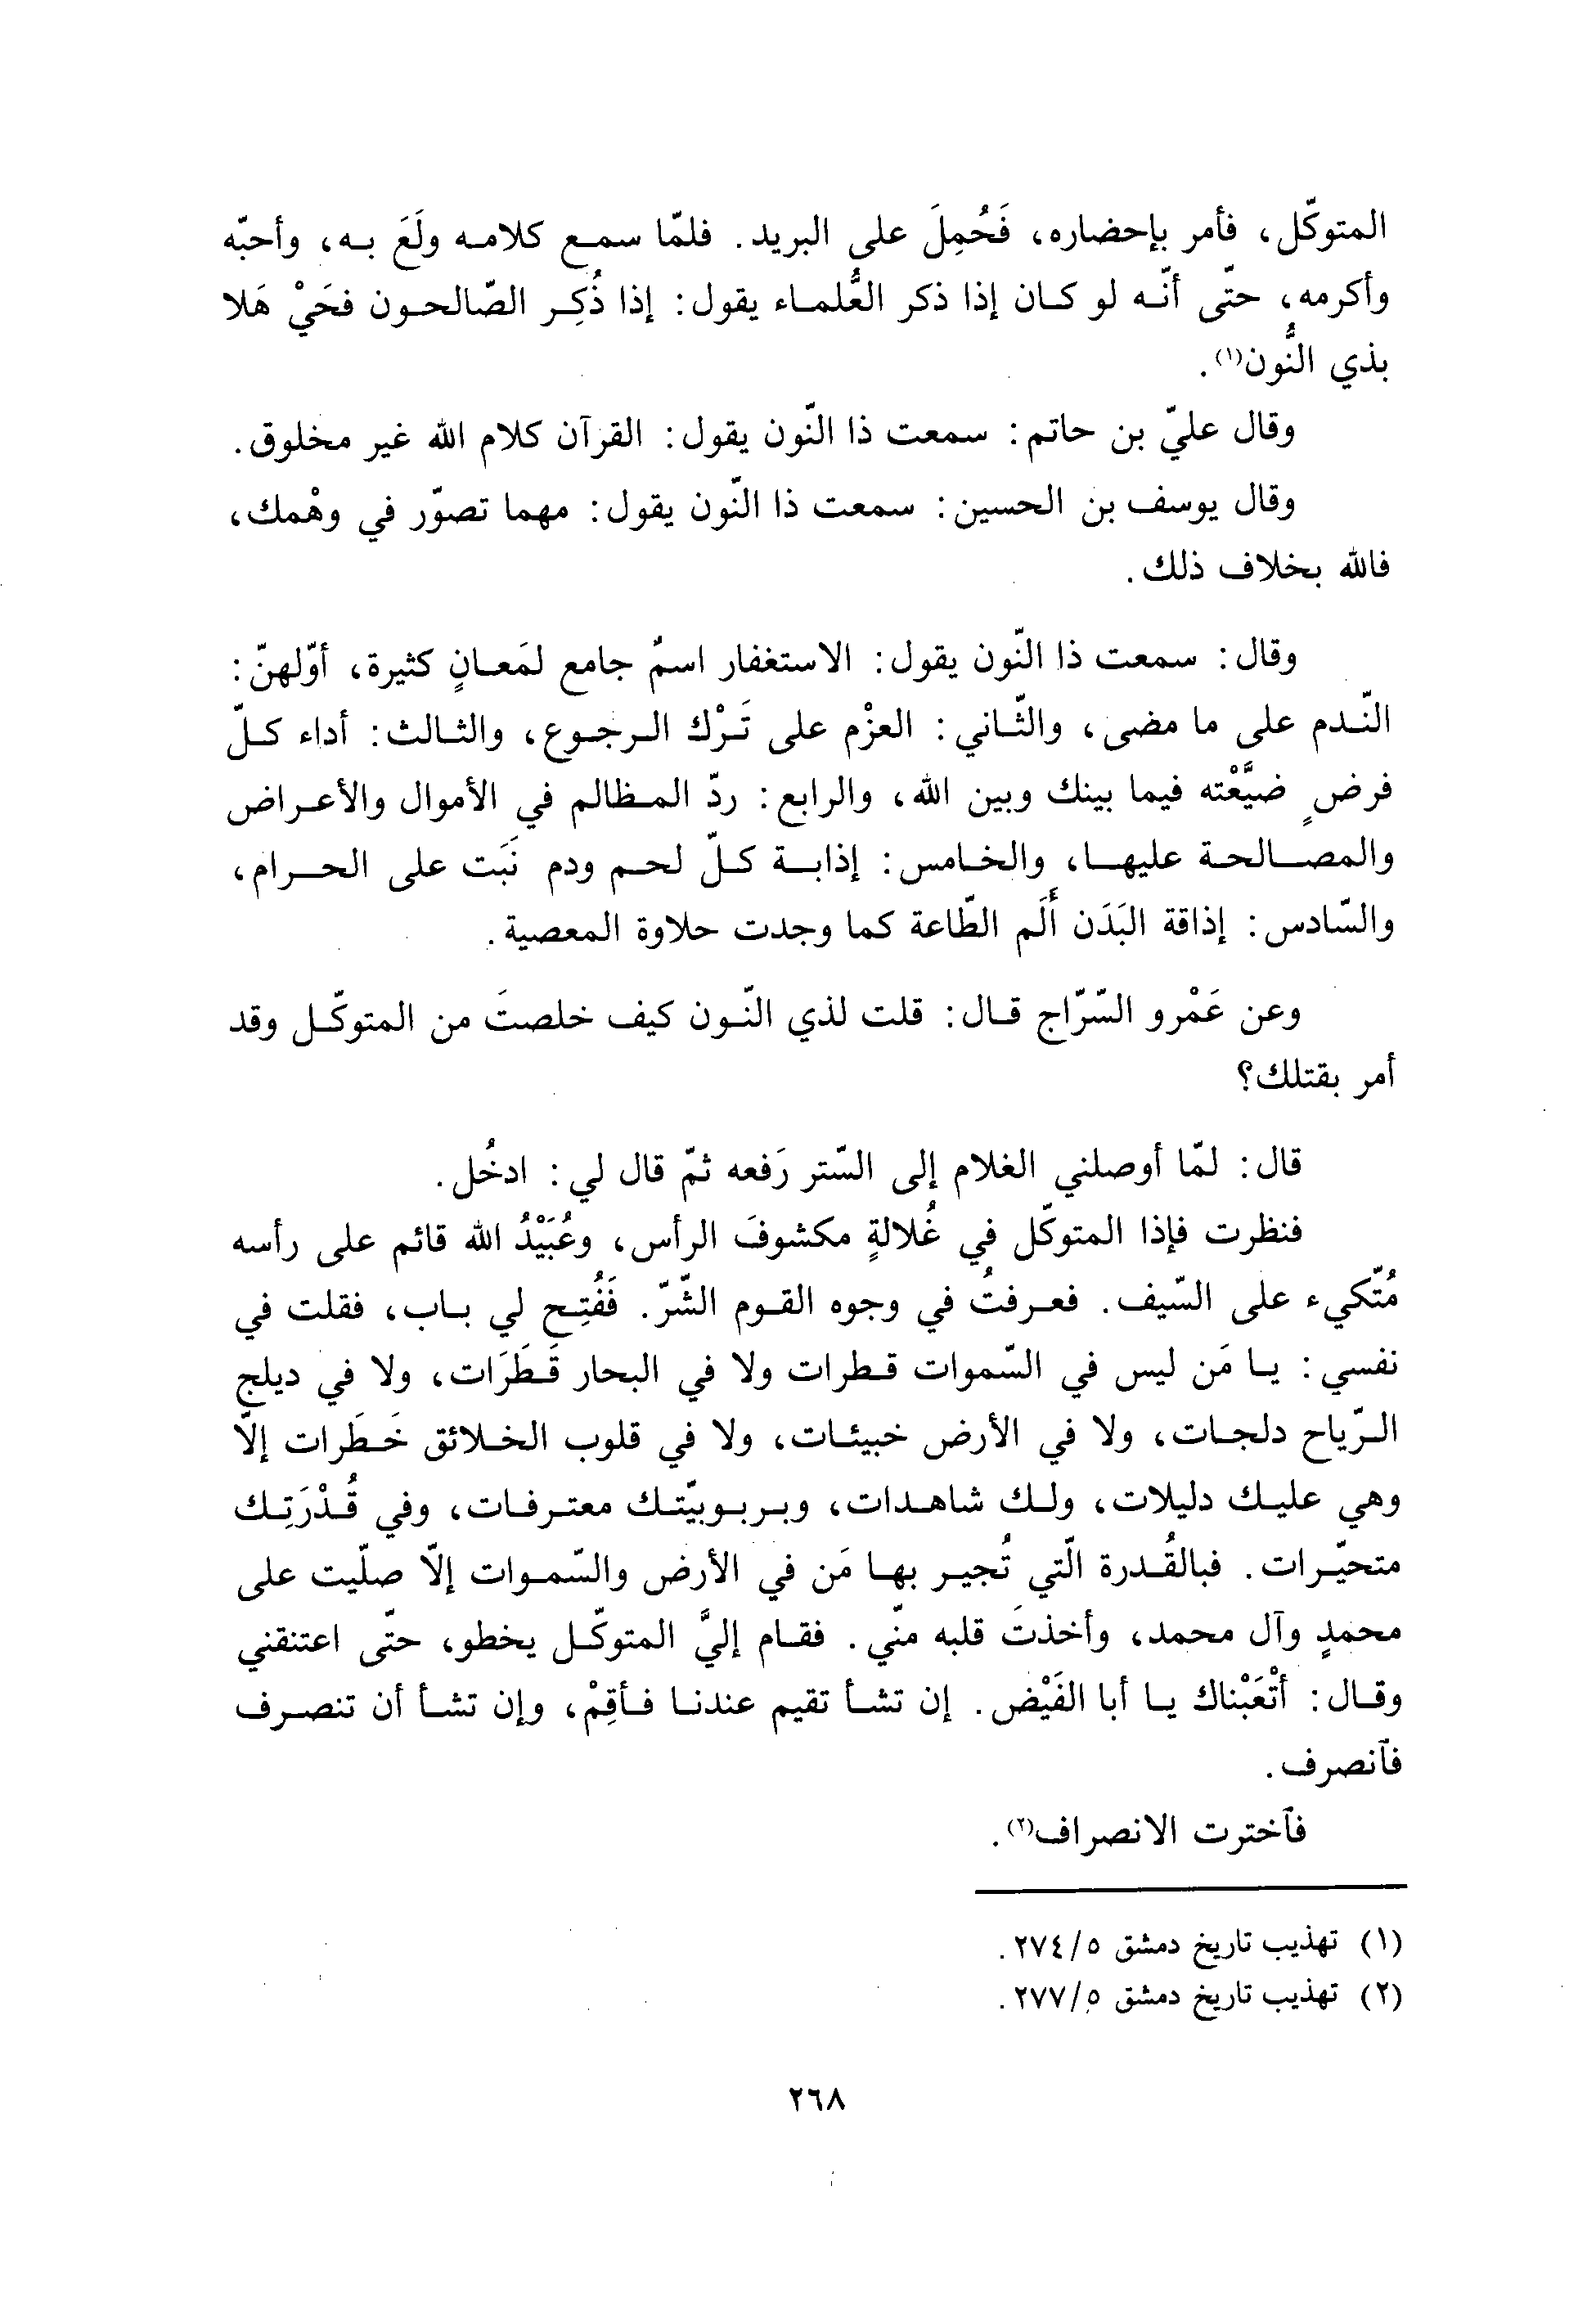 المتوكّل، فأمر بإحضاره، فَحُمِلَ على البريد. فلمّا سمع كلامه ولَعَ به، وأحبّه
وأكرمه، حتّى أنّه لو كان إذا ذكر العُّلماء يقول: إذا ذُكِر الصّالحون فحَيْ هَلا
بذي النُّون(١).
وقال عليّ بن حاتم: سمعت ذا النّون يقول: القرآن كلام الله غير مخلوق.
وقال يوسف بن الحسين: سمعت ذا النّون يقول: مهما تصوّر في وهْمك،
فالله بخلاف ذلك.
وقال: سمعت ذا النّون يقول: الاستغفار اسمٌ جامع لمَعانٍ كثيرة، أوّلهنّ:
النّدم على ما مضى، والثّاني: العزْم على تَرْك الرجوع، والثالث: أداء كلّ
فرضٍ ضيَّعْته فيما بينك وبين الله، والرابع: ردّ المظالم في الأموال والأعراض
والمصالحة عليها، والخامس: إذابة كلّ لحم ودم نَبَت على الحرام،
والسّادس: إذاقة البَدَن أَلَم الطّاعة كما وجدت حلاوة المعصية.
وعن عَمْرو السّرّاج قال: قلت لذي النّون كيف خلصتَ من المتوكّل وقد
أمر بقتلك؟
قال: لمّا أوصلني الغلام إلى السّتر رَفعه ثمّ قال لي: ادخُل.
فنظرت فإذا المتوكّل في غُلالةٍ مكشوفَ الرأس، وعُبَيْدُ الله قائم على رأسه
مُتّكيء على السّيف. فعرفتُ في وجوه القوم الشّرّ. فَفُتِح لي باب، فقلت في
نفسي: يا مَن ليس في السّموات قطرات ولا في البحار قَطَرَات، ولا في ديلج
الرّياح دلجات، ولا في الأرض خبيئات، ولا في قلوب الخلائق خَطَرات إلاّ
وهي عليك دليلات، ولك شاهدات، وبربوبيّتك معترفات، وفي قُدْرَتِك
متحيّرات. فبالقُدرة الّتي تُجير بها مَن في الأرض والسّموات إلاّ صلّيت على
محمدٍ وآل محمد، وأخذتَ قلبه منّي. فقام إليَّ المتوكّل يخطو، حتّى اعتنقني
وقال: أتْعَبْناك يا أبا الفَيْض. إن تشأ تقيم عندنا فأقِمْ، وإن تشأ أن تنصرف
فآنصرف.
فآخترت الانصراف(٢).
(١) تهذيب تاريخ دمشق ٥/٢٧٤.
(٢) تهذيب تاريخ دمشق ٥/٢٧٧.
٢٦٨